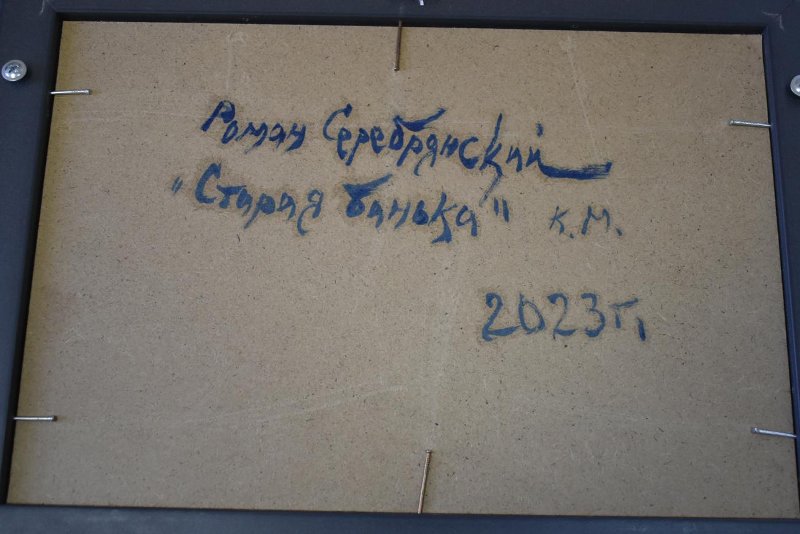 Роман Серебрянский
"Старая банька" к.м.
2023г.